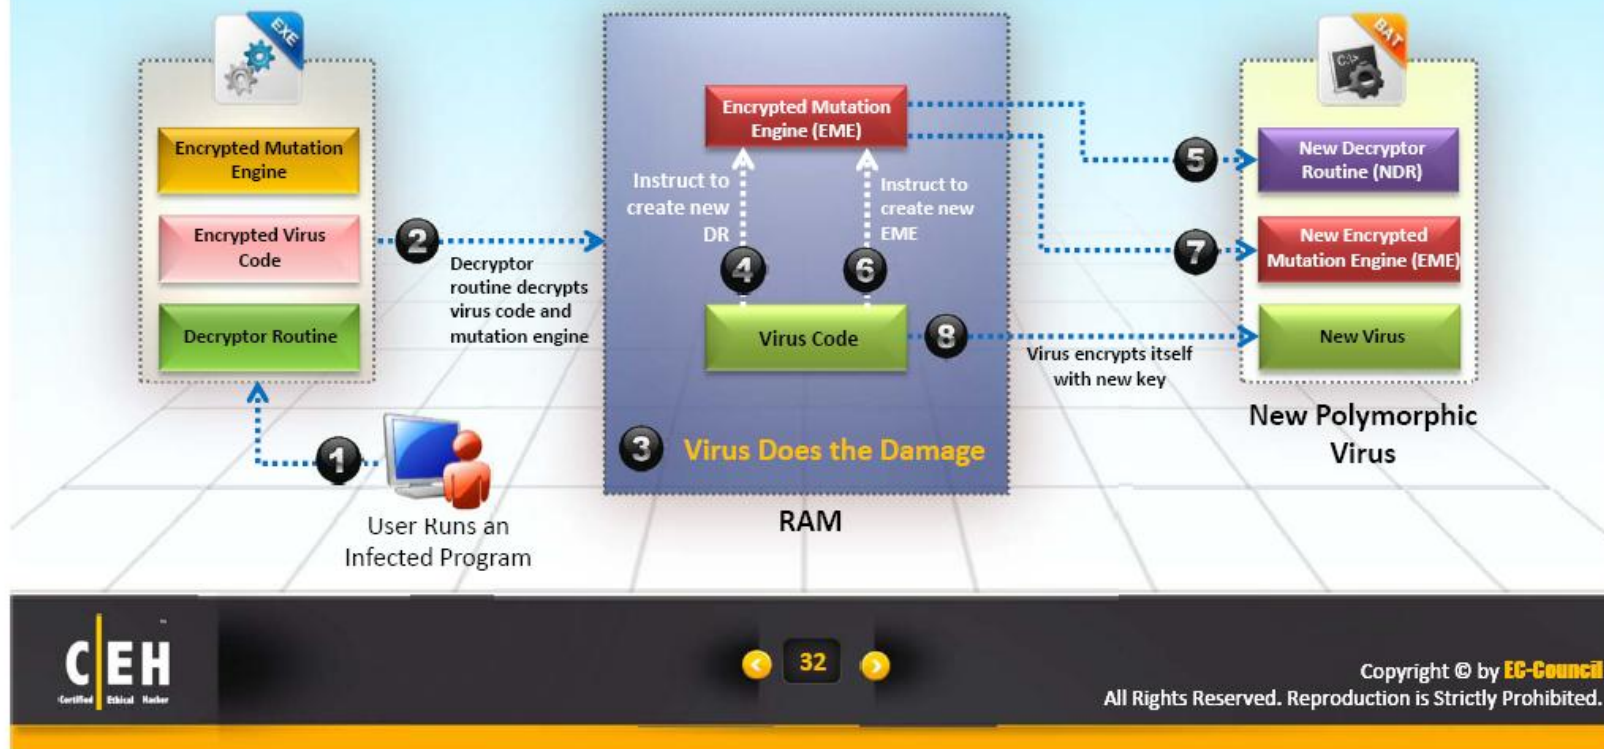 EXE
Encrypted Mutation
Engine
Encrypted Virus
Code
Decryptor Routine
1
User Runs an
Infected Program
2
Decryptor
routine decrypts
virus code and
mutation engine
Encrypted Mutation
Engine (EME)
Instruct to
create new
DR
Instruct to
create new
EME
4
6
Virus Code
3 Virus Does the Damage
RAM
5
7
8
Virus encrypts itself
with new key
BAT
C:\>_
New Decryptor
Routine (NDR)
New Encrypted
Mutation Engine (EME)
New Virus
New Polymorphic
Virus
C|EH
Certified Ethical Hacker
32
Copyright © by EC-Council
All Rights Reserved. Reproduction is Strictly Prohibited.